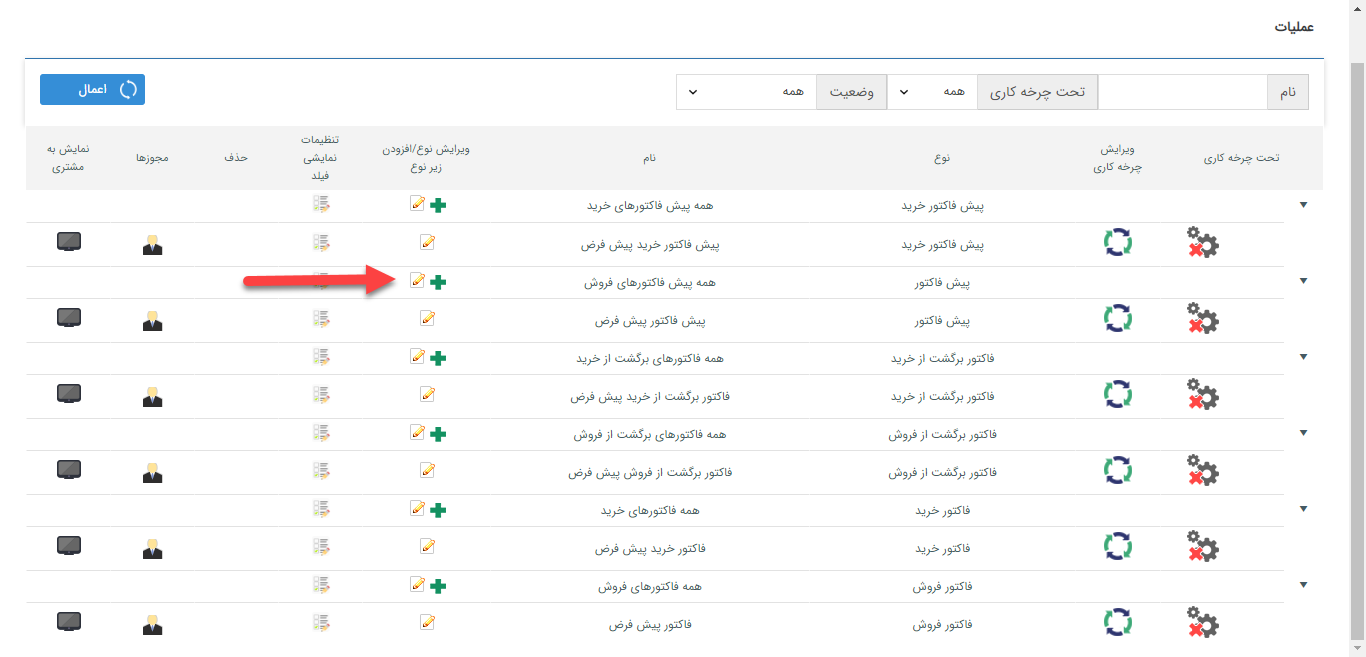 عملیات
نام تحت چرخه کاری همه وضعیت همه اعمال
تحت چرخه کاری ویرایش چرخه کاری نوع نام ویرایش نوع/افزودن زیر نوع تنظیمات نمایشی فیلد حذف مجوزها نمایش به مشتری
پیش فاکتور خرید همه پیش فاکتورهای خرید
پیش فاکتور خرید پیش فاکتور خرید پیش فرض
پیش فاکتور همه پیش فاکتورهای فروش
پیش فاکتور پیش فاکتور پیش فرض
فاکتور برگشت از خرید همه فاکتورهای برگشت از خرید
فاکتور برگشت از خرید فاکتور برگشت از خرید پیش فرض
فاکتور برگشت از فروش همه فاکتورهای برگشت از فروش
فاکتور برگشت از فروش فاکتور برگشت از فروش پیش فرض
فاکتور خرید همه فاکتورهای خرید
فاکتور خرید فاکتور خرید پیش فرض
فاکتور فروش همه فاکتورهای فروش
فاکتور فروش فاکتور پیش فرض